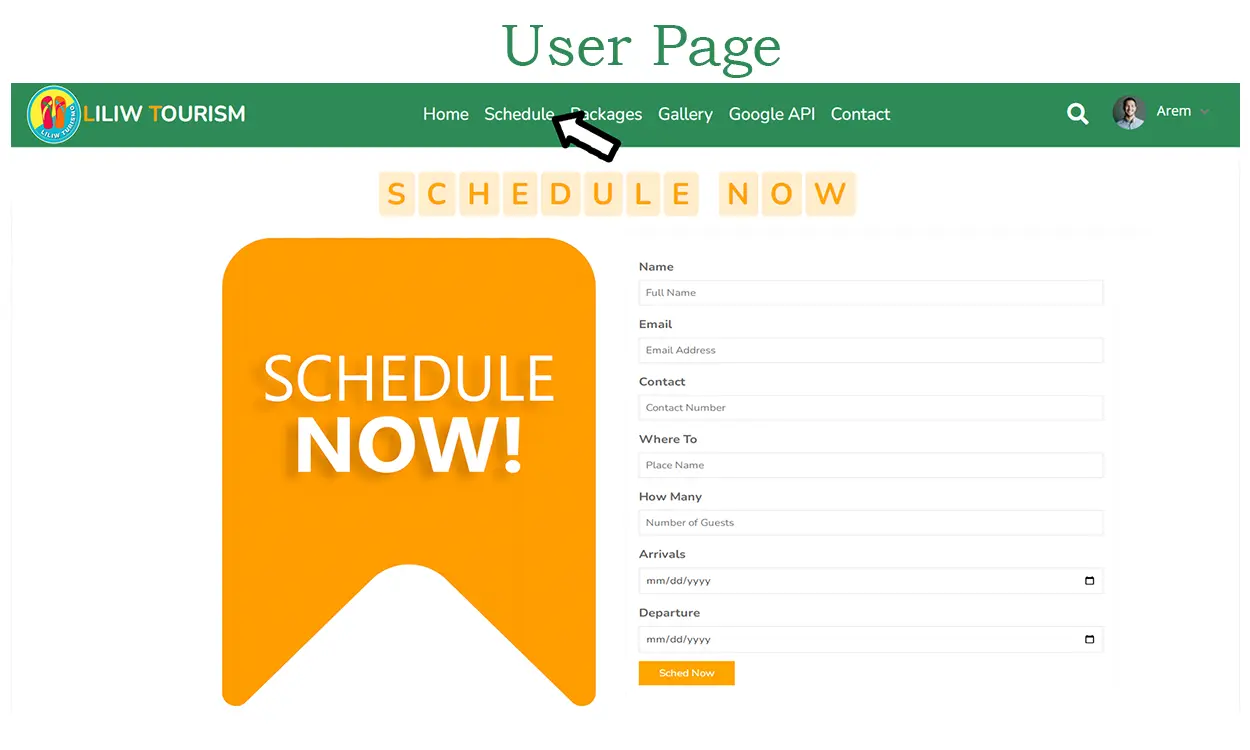 User Page
LILIW TURISMO
LILIW TOURISM
Home Schedule Packages Gallery Google API Contact
Arem
SCHEDULE NOW
SCHEDULE
NOW!
Name
Full Name
Email
Email Address
Contact
Contact Number
Where To
Place Name
How Many
Number of Guests
Arrivals
mm/dd/yyyy
Departure
mm/dd/yyyy
Sched Now